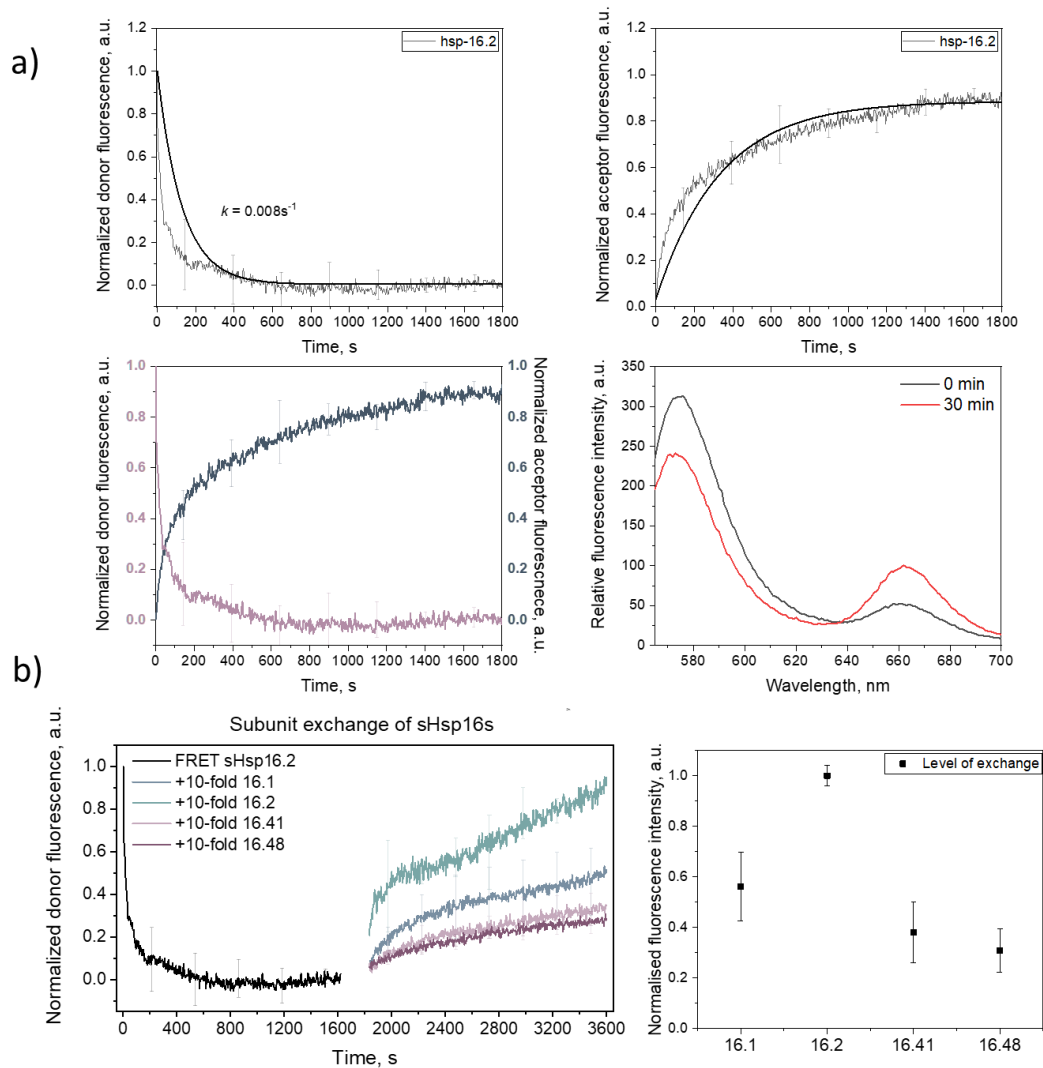 a)
Normalized donor fluorescence, a.u.
1.2
1.0
0.8
0.6
0.4
0.2
0.0
hsp-16.2
k = 0.008s-1
0 200 400 600 800 1000 1200 1400 1600 1800
Time, s
Normalized acceptor fluorescence, a.u.
1.2
1.0
0.8
0.6
0.4
0.2
0.0
hsp-16.2
0 200 400 600 800 1000 1200 1400 1600 1800
Time, s
Normalized donor fluorescence, a.u.
1.0
0.8
0.6
0.4
0.2
0.0
1.0
0.8
0.6
0.4
0.2
0.0
Normalized acceptor fluorescnece, a.u.
0 200 400 600 800 1000 1200 1400 1600 1800
Time, s
Relative fluorescence intensity, a.u.
350
300
250
200
150
100
50
0
0 min
30 min
580 600 620 640 660 680 700
Wavelength, nm
b)
Subunit exchange of sHsp16s
Normalized donor fluorescence, a.u.
1.0
0.8
0.6
0.4
0.2
0.0
FRET sHsp16.2
+10-fold 16.1
+10-fold 16.2
+10-fold 16.41
+10-fold 16.48
0 400 800 1200 1600 2000 2400 2800 3200 3600
Time, s
Normalised fluorescence intensity, a.u.
1.0
0.8
0.6
0.4
0.2
0.0
Level of exchange
16.1 16.2 16.41 16.48